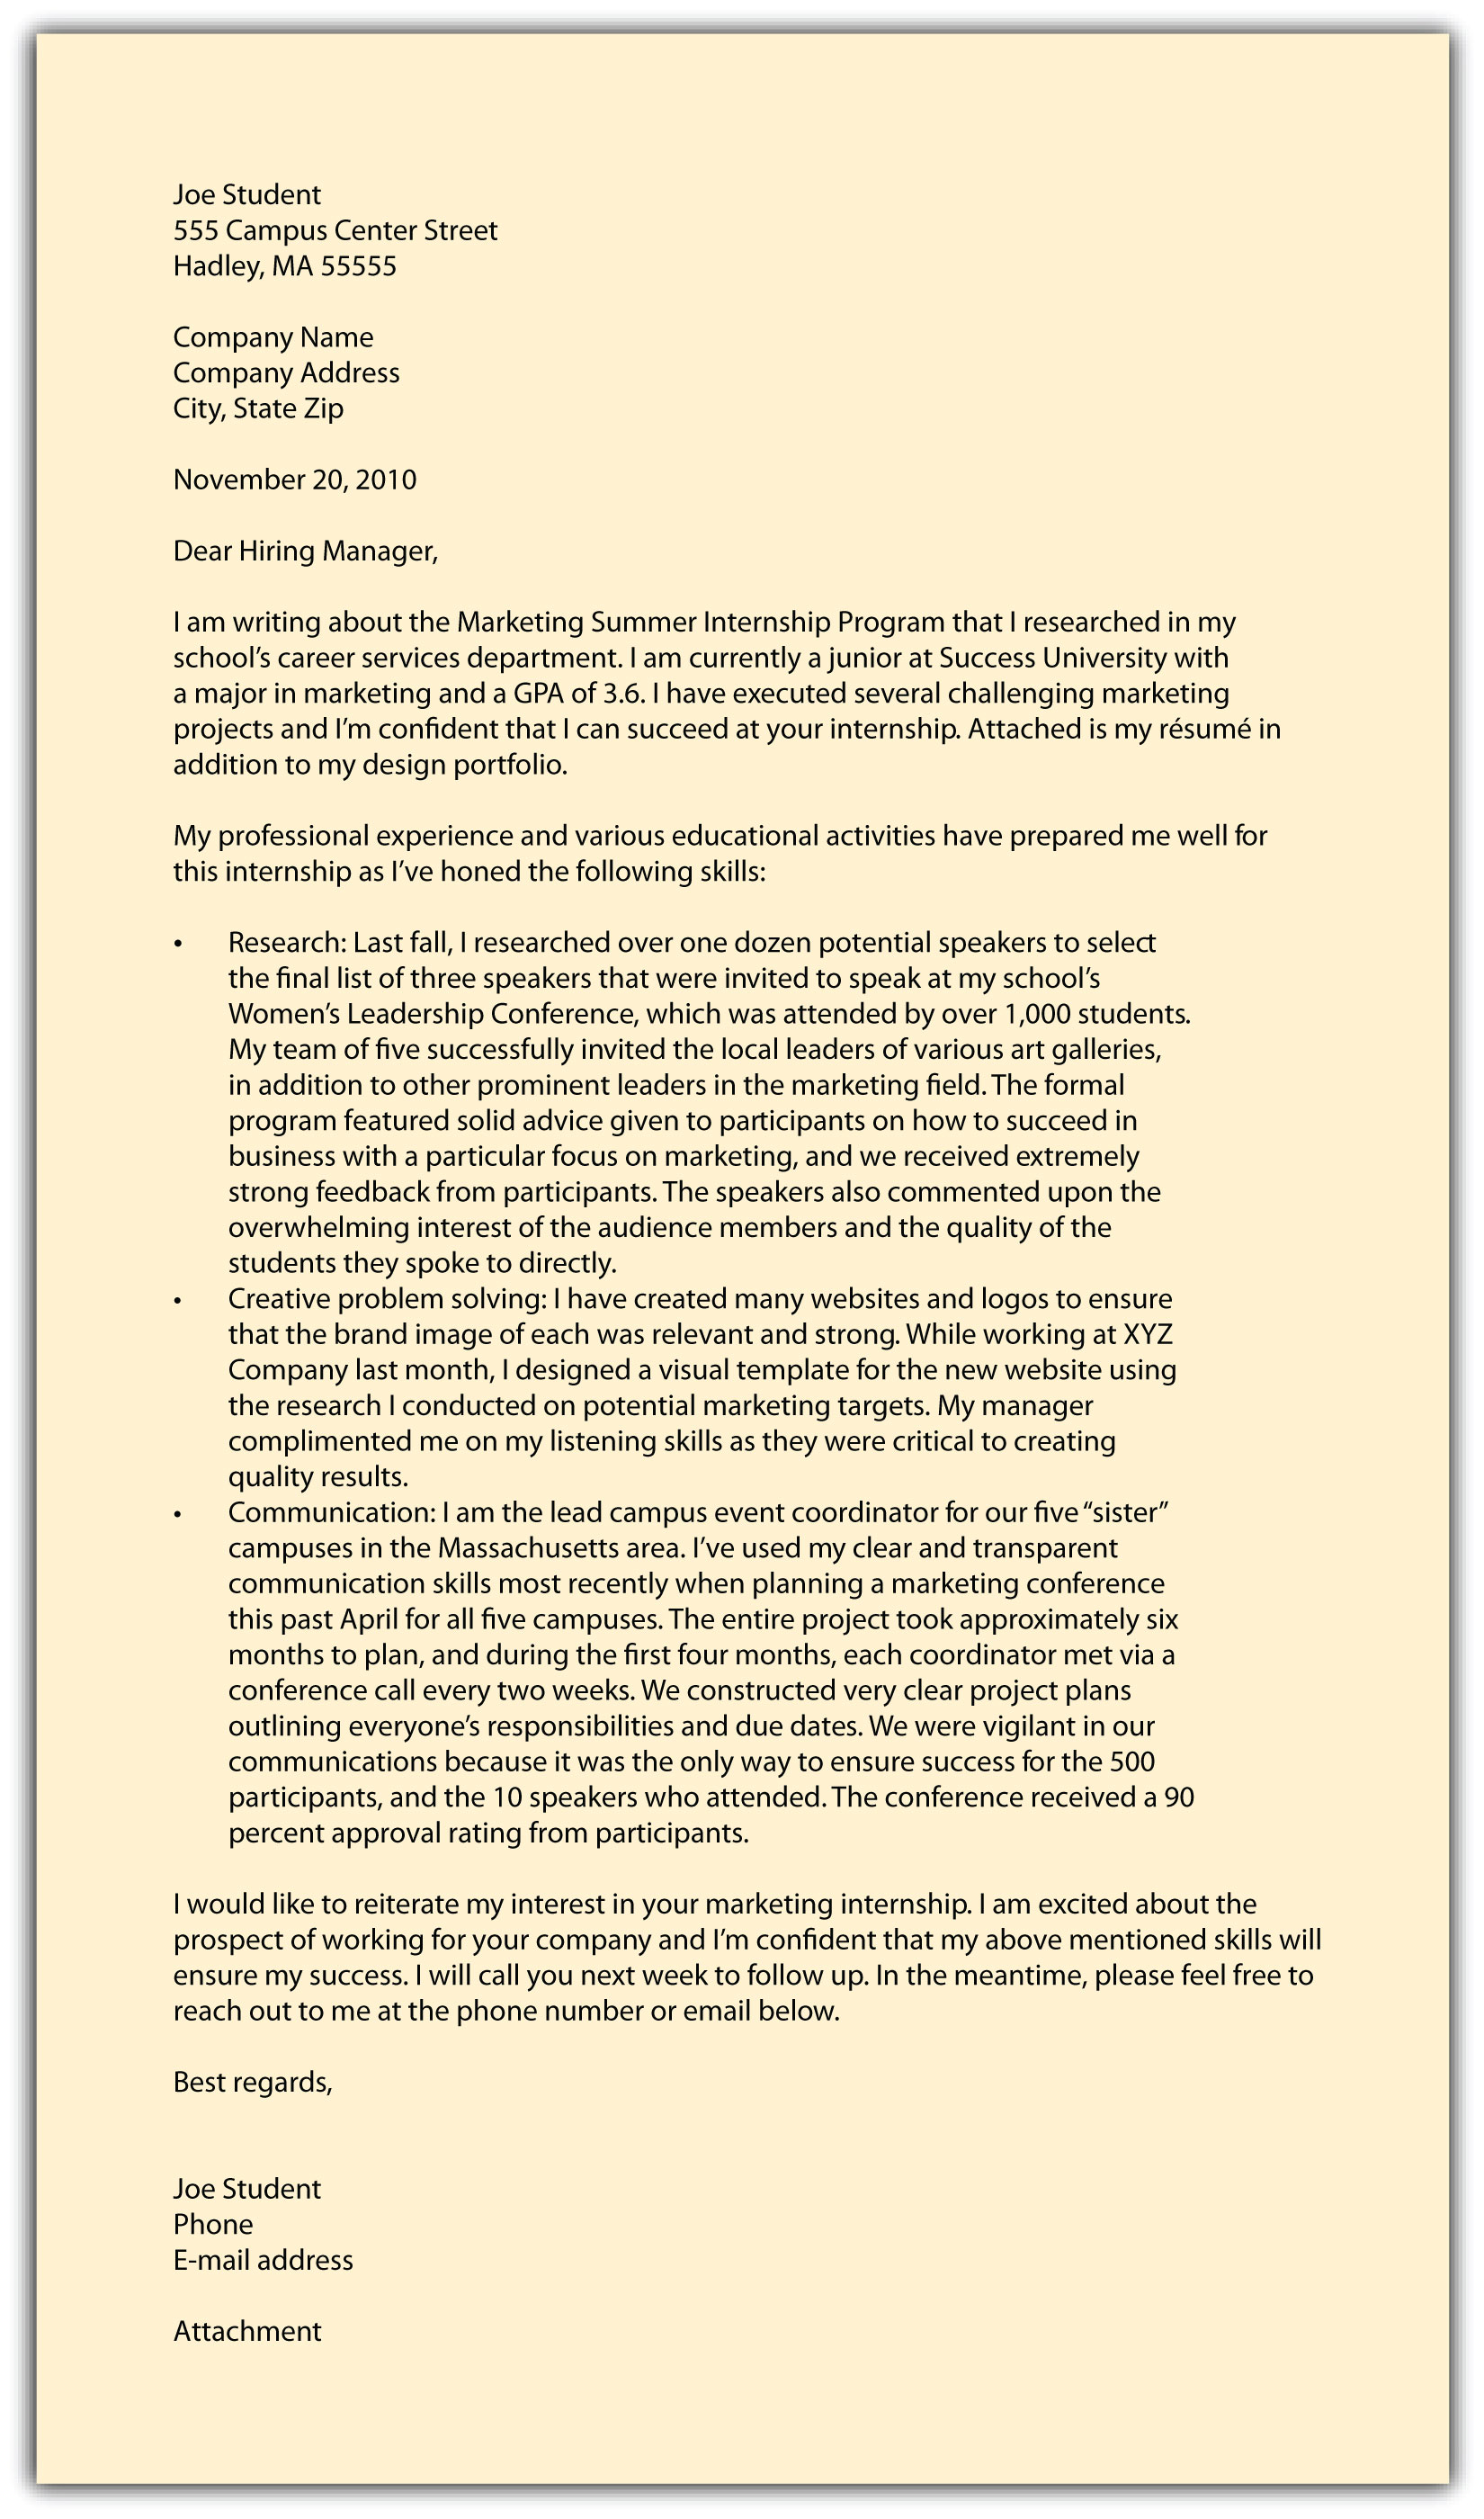 Joe Student
555 Campus Center Street
Hadley, MA 55555
Company Name
Company Address
City, State Zip
November 20, 2010
Dear Hiring Manager,
I am writing about the Marketing Summer Internship Program that I researched in my
school’s career services department. I am currently a junior at Success University with
a major in marketing and a GPA of 3.6. I have executed several challenging marketing
projects and I’m confident that I can succeed at your internship. Attached is my résumé in
addition to my design portfolio.
My professional experience and various educational activities have prepared me well for
this internship as I’ve honed the following skills:
• Research: Last fall, I researched over one dozen potential speakers to select
the final list of three speakers that were invited to speak at my school’s
Women’s Leadership Conference, which was attended by over 1,000 students.
My team of five successfully invited the local leaders of various art galleries,
in addition to other prominent leaders in the marketing field. The formal
program featured solid advice given to participants on how to succeed in
business with a particular focus on marketing, and we received extremely
strong feedback from participants. The speakers also commented upon the
overwhelming interest of the audience members and the quality of the
students they spoke to directly.
• Creative problem solving: I have created many websites and logos to ensure
that the brand image of each was relevant and strong. While working at XYZ
Company last month, I designed a visual template for the new website using
the research I conducted on potential marketing targets. My manager
complimented me on my listening skills as they were critical to creating
quality results.
• Communication: I am the lead campus event coordinator for our five “sister”
campuses in the Massachusetts area. I’ve used my clear and transparent
communication skills most recently when planning a marketing conference
this past April for all five campuses. The entire project took approximately six
months to plan, and during the first four months, each coordinator met via a
conference call every two weeks. We constructed very clear project plans
outlining everyone’s responsibilities and due dates. We were vigilant in our
communications because it was the only way to ensure success for the 500
participants, and the 10 speakers who attended. The conference received a 90
percent approval rating from participants.
I would like to reiterate my interest in your marketing internship. I am excited about the
prospect of working for your company and I’m confident that my above mentioned skills will
ensure my success. I will call you next week to follow up. In the meantime, please feel free to
reach out to me at the phone number or email below.
Best regards,
Joe Student
Phone
E-mail address
Attachment